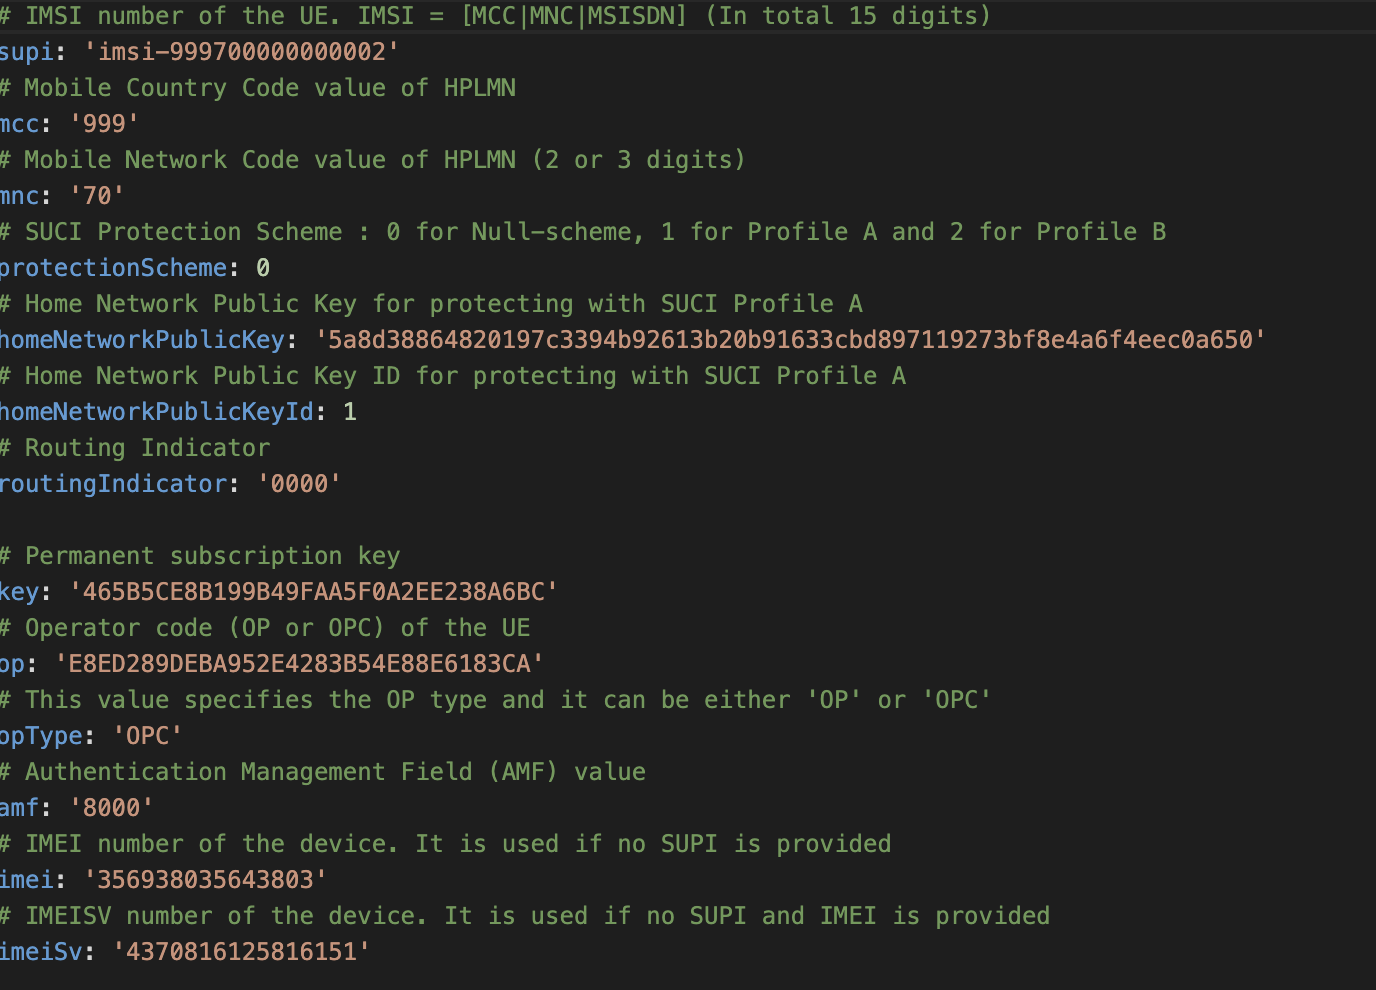 # IMSI number of the UE. IMSI = [MCC|MNC|MSISDN] (In total 15 digits)
supi: 'imsi-999700000000002'
# Mobile Country Code value of HPLMN
mcc: '999'
# Mobile Network Code value of HPLMN (2 or 3 digits)
mnc: '70'
# SUCI Protection Scheme : 0 for Null-scheme, 1 for Profile A and 2 for Profile B
protectionScheme: 0
# Home Network Public Key for protecting with SUCI Profile A
homeNetworkPublicKey: '5a8d38864820197c3394b92613b20b91633cbd897119273bf8e4a6f4eec0a650'
# Home Network Public Key ID for protecting with SUCI Profile A
homeNetworkPublicKeyId: 1
# Routing Indicator
routingIndicator: '0000'
# Permanent subscription key
key: '465B5CE8B199B49FAA5F0A2EE238A6BC'
# Operator code (OP or OPC) of the UE
op: 'E8ED289DEBA952E4283B54E88E6183CA'
# This value specifies the OP type and it can be either 'OP' or 'OPC'
opType: 'OPC'
# Authentication Management Field (AMF) value
amf: '8000'
# IMEI number of the device. It is used if no SUPI is provided
imei: '356938035643803'
# IMEISV number of the device. It is used if no SUPI and IMEI is provided
imeiSv: '4370816125816151'